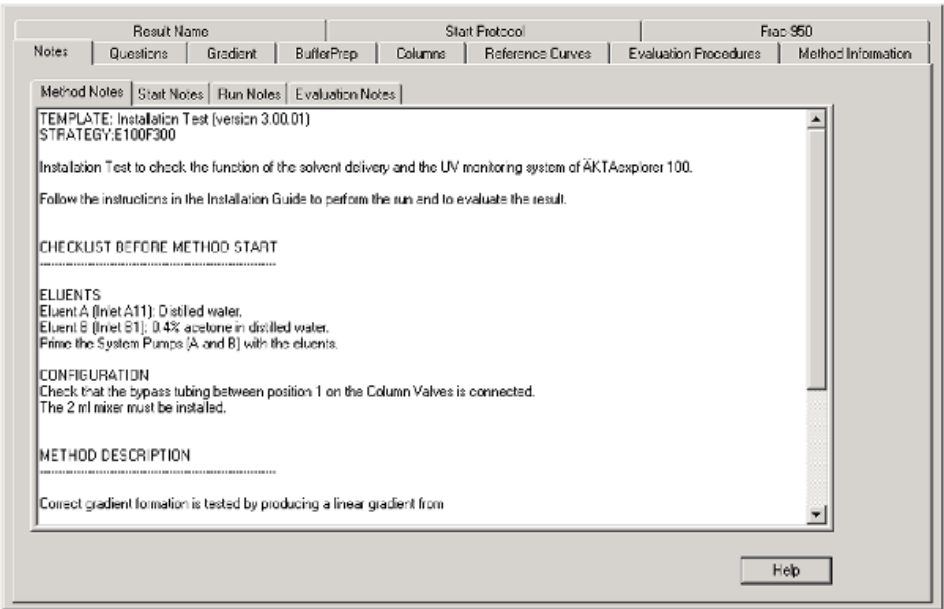 Result Name
Start Protocol
Frac-950
Notes
Questions
Gradient
BufferPrep
Columns
Reference Curves
Evaluation Procedures
Method Information
Method Notes
Start Notes
Run Notes
Evaluation Notes
TEMPLATE: Installation Test (version 3.00.01)
STRATEGY:E100F300
Installation Test to check the function of the solvent delivery and the UV monitoring system of ÄKTAexplorer 100.
Follow the instructions in the Installation Guide to perform the run and to evaluate the result.
CHECKLIST BEFORE METHOD START
------------------------------------------------------------
ELUENTS
Eluent A (Inlet A11): Distilled water.
Eluent B (Inlet B1): 0.4% acetone in distilled water.
Prime the System Pumps (A and B) with the eluents.
CONFIGURATION
Check that the bypass tubing between position 1 on the Column Valves is connected.
The 2 ml mixer must be installed.
METHOD DESCRIPTION
------------------------------------------------------------
Correct gradient formation is tested by producing a linear gradient from
Help